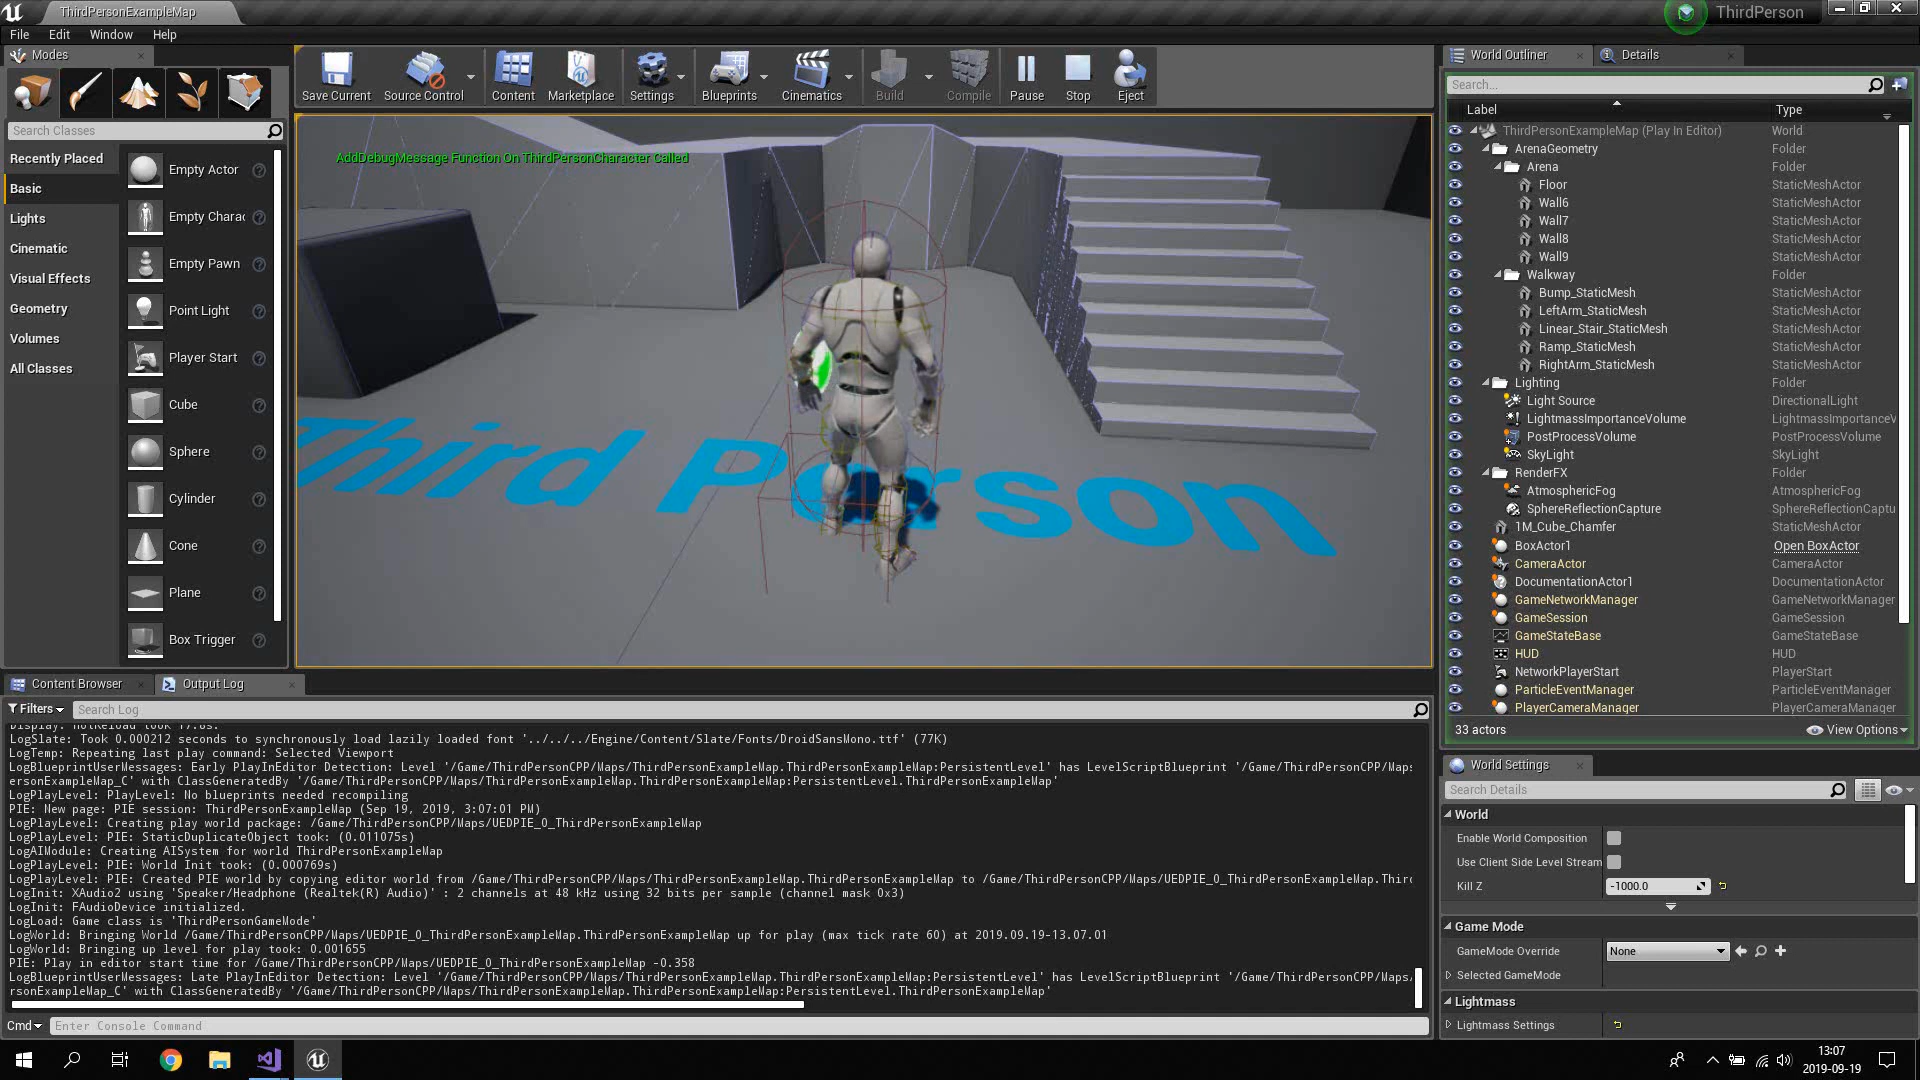 ThirdPersonExampleMap
ThirdPerson
File Edit Window Help
Modes
Save Current
Source Control
Content
Marketplace
Settings
Blueprints
Cinematics
Build
Compile
Pause
Stop
Eject
Search Classes
Recently Placed
Basic
Lights
Cinematic
Visual Effects
Geometry
Volumes
All Classes
Empty Actor
Empty Charac
Empty Pawn
Point Light
Player Start
Cube
Sphere
Cylinder
Cone
Plane
Box Trigger
AddDebugMessage Function On ThirdPersonCharacter Called
Third Person
World Outliner
Details
Search...
Label Type
ThirdPersonExampleMap (Play In Editor) World
ArenaGeometry Folder
Arena Folder
Floor StaticMeshActor
Wall6 StaticMeshActor
Wall7 StaticMeshActor
Wall8 StaticMeshActor
Wall9 StaticMeshActor
Walkway Folder
Bump_StaticMesh StaticMeshActor
LeftArm_StaticMesh StaticMeshActor
Linear_Stair_StaticMesh StaticMeshActor
Ramp_StaticMesh StaticMeshActor
RightArm_StaticMesh StaticMeshActor
Lighting Folder
Light Source DirectionalLight
LightmassImportanceVolume LightmassImportanceV
PostProcessVolume PostProcessVolume
SkyLight SkyLight
RenderFX Folder
AtmosphericFog AtmosphericFog
SphereReflectionCapture SphereReflectionCaptu
1M_Cube_Chamfer StaticMeshActor
BoxActor1 Open BoxActor
CameraActor CameraActor
DocumentationActor1 DocumentationActor
GameNetworkManager GameNetworkManager
GameSession GameSession
GameStateBase GameStateBase
HUD HUD
NetworkPlayerStart PlayerStart
ParticleEventManager ParticleEventManager
PlayerCameraManager PlayerCameraManager
33 actors View Options
Content Browser
Output Log
Filters
Search Log
Display: HotReload took 17.8s.
LogSlate: Took 0.000212 seconds to synchronously load lazily loaded font '../../../Engine/Content/Slate/Fonts/DroidSansMono.ttf' (77K)
LogTemp: Repeating last play command: Selected Viewport
LogBlueprintUserMessages: Early PlayInEditor Detection: Level '/Game/ThirdPersonCPP/Maps/ThirdPersonExampleMap.ThirdPersonExampleMap:PersistentLevel' has LevelScriptBlueprint '/Game/ThirdPersonCPP/Maps
ersonExampleMap_C' with ClassGeneratedBy '/Game/ThirdPersonCPP/Maps/ThirdPersonExampleMap.ThirdPersonExampleMap:PersistentLevel.ThirdPersonExampleMap'
LogPlayLevel: PlayLevel: No blueprints needed recompiling
PIE: New page: PIE session: ThirdPersonExampleMap (Sep 19, 2019, 3:07:01 PM)
LogPlayLevel: Creating play world package: /Game/ThirdPersonCPP/Maps/UEDPIE_0_ThirdPersonExampleMap
LogPlayLevel: PIE: StaticDuplicateObject took: (0.011075s)
LogAIModule: Creating AISystem for world ThirdPersonExampleMap
LogPlayLevel: PIE: World Init took: (0.000769s)
LogPlayLevel: PIE: Created PIE world by copying editor world from /Game/ThirdPersonCPP/Maps/ThirdPersonExampleMap.ThirdPersonExampleMap to /Game/ThirdPersonCPP/Maps/UEDPIE_0_ThirdPersonExampleMap.Third
LogInit: XAudio2 using 'Speaker/Headphone (Realtek(R) Audio)' : 2 channels at 48 kHz using 32 bits per sample (channel mask 0x3)
LogInit: FAudioDevice initialized.
LogLoad: Game class is 'ThirdPersonGameMode'
LogWorld: Bringing World /Game/ThirdPersonCPP/Maps/UEDPIE_0_ThirdPersonExampleMap.ThirdPersonExampleMap up for play (max tick rate 60) at 2019.09.19-13.07.01
LogWorld: Bringing up level for play took: 0.001655
PIE: Play in editor start time for /Game/ThirdPersonCPP/Maps/UEDPIE_0_ThirdPersonExampleMap -0.358
LogBlueprintUserMessages: Late PlayInEditor Detection: Level '/Game/ThirdPersonCPP/Maps/ThirdPersonExampleMap.ThirdPersonExampleMap:PersistentLevel' has LevelScriptBlueprint '/Game/ThirdPersonCPP/Maps/
rsonExampleMap_C' with ClassGeneratedBy '/Game/ThirdPersonCPP/Maps/ThirdPersonExampleMap.ThirdPersonExampleMap:PersistentLevel.ThirdPersonExampleMap'
Cmd
Enter Console Command
World Settings
Search Details
World
Enable World Composition
Use Client Side Level Stream
Kill Z -1000.0
Game Mode
GameMode Override None
Selected GameMode
Lightmass
Lightmass Settings
13:07
2019-09-19